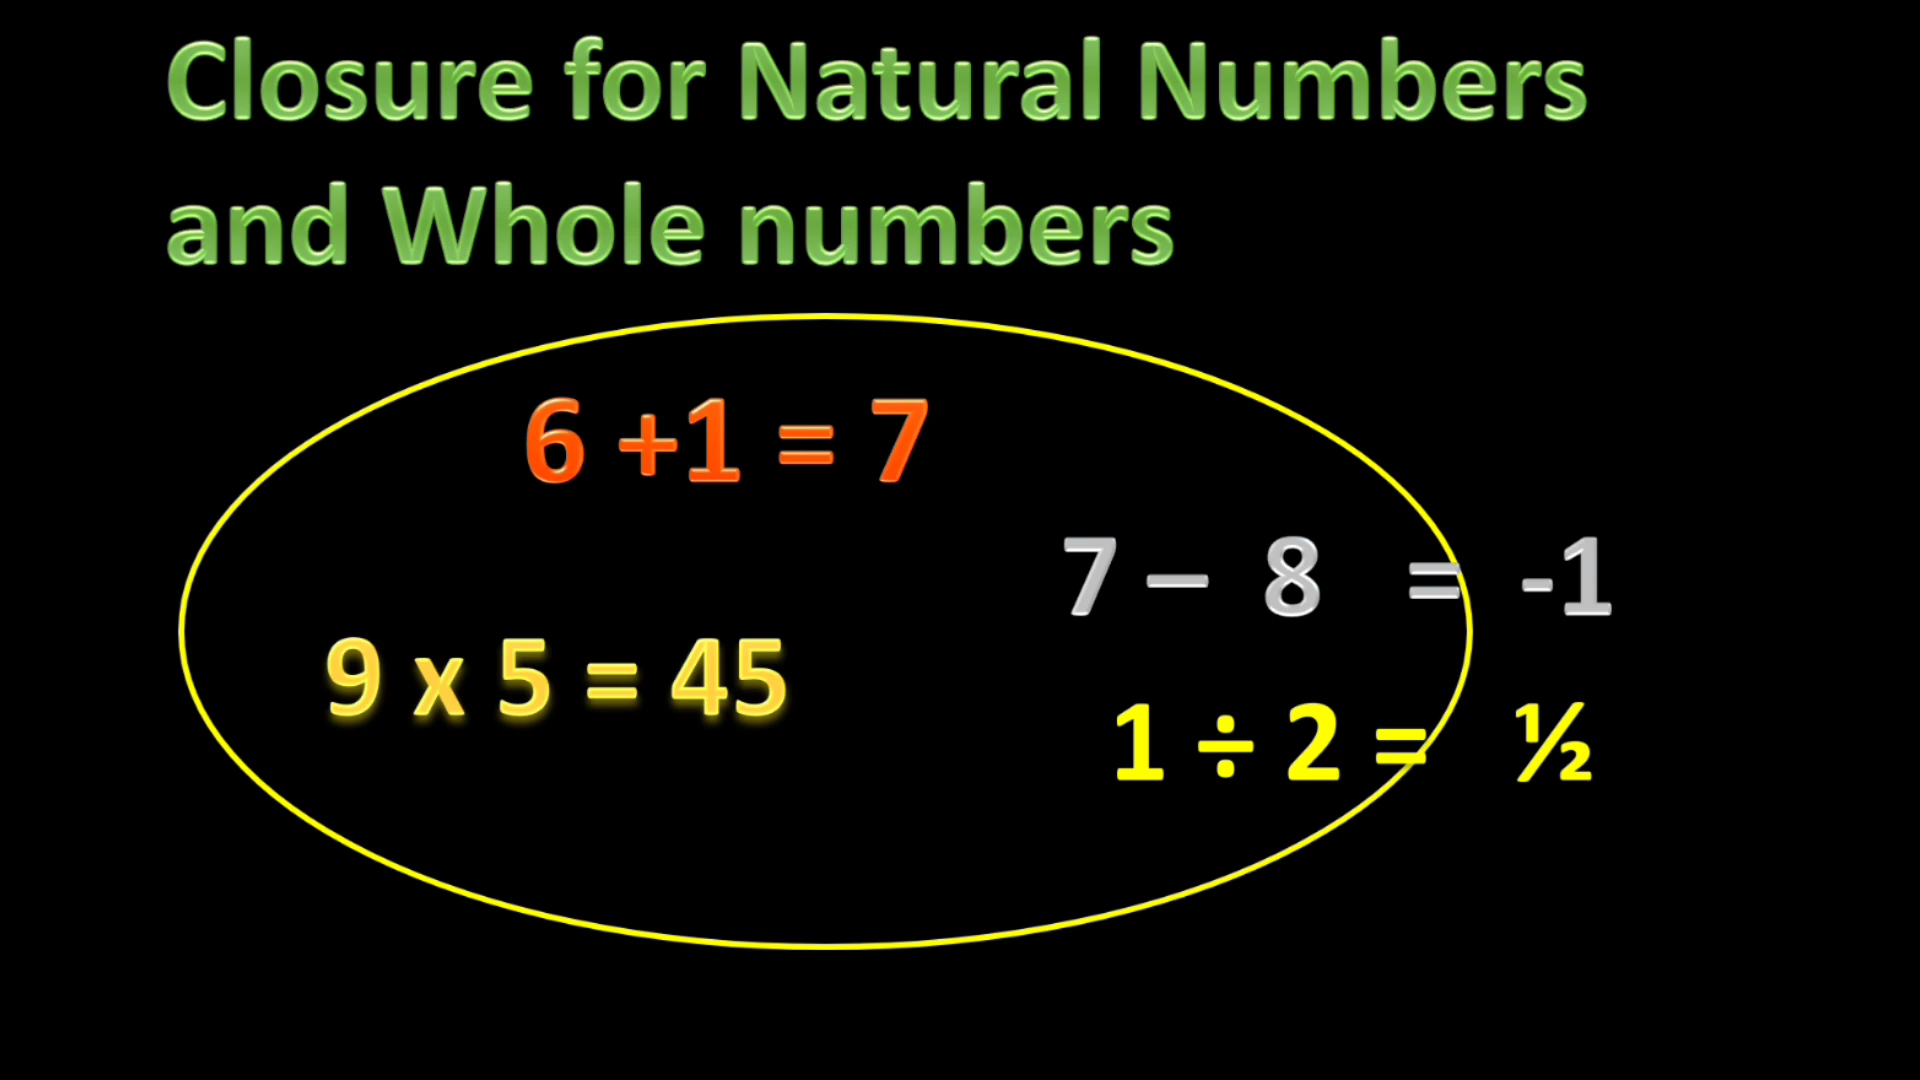 Closure for Natural Numbers
and Whole numbers
6 +1 = 7
7 – 8 = -1
9 x 5 = 45
1 ÷ 2 = ½